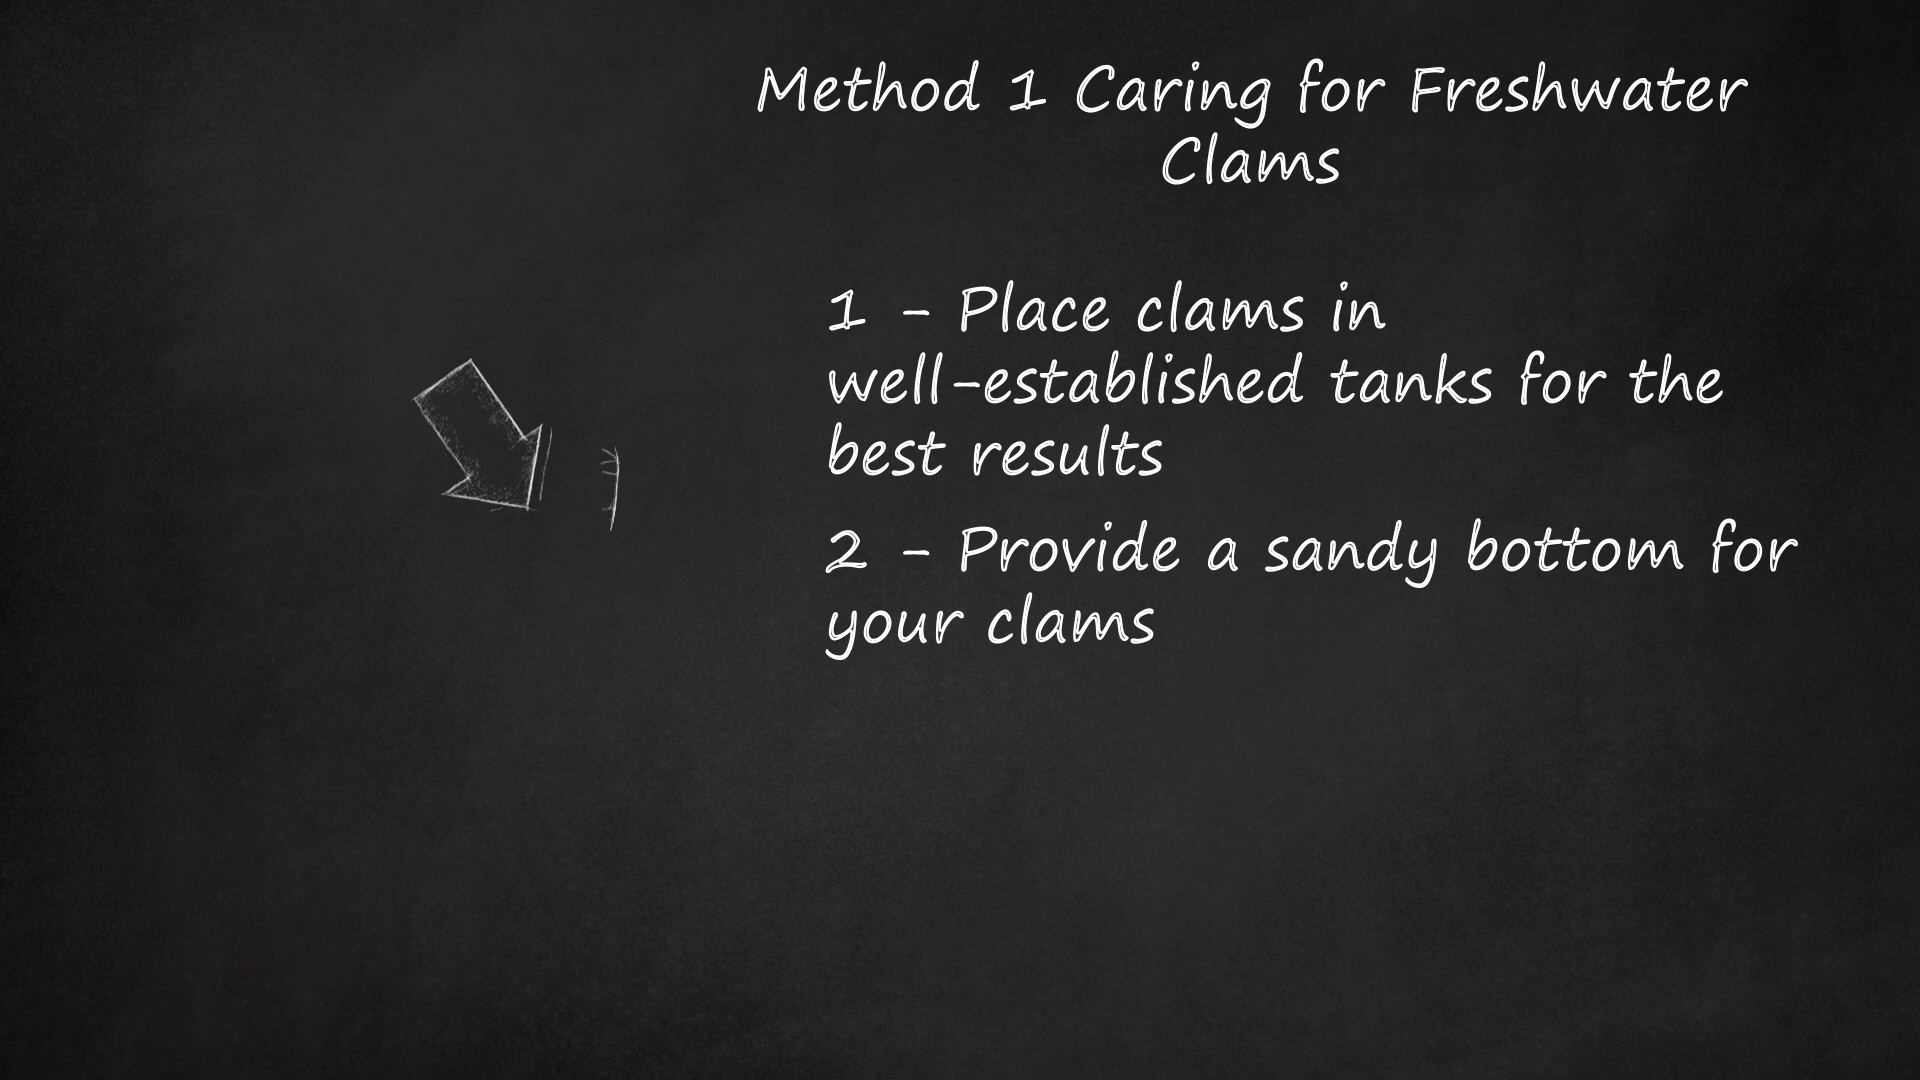 Method 1 Caring for Freshwater
Clams
1 - Place clams in
well-established tanks for the
best results
2 - Provide a sandy bottom for
your clams